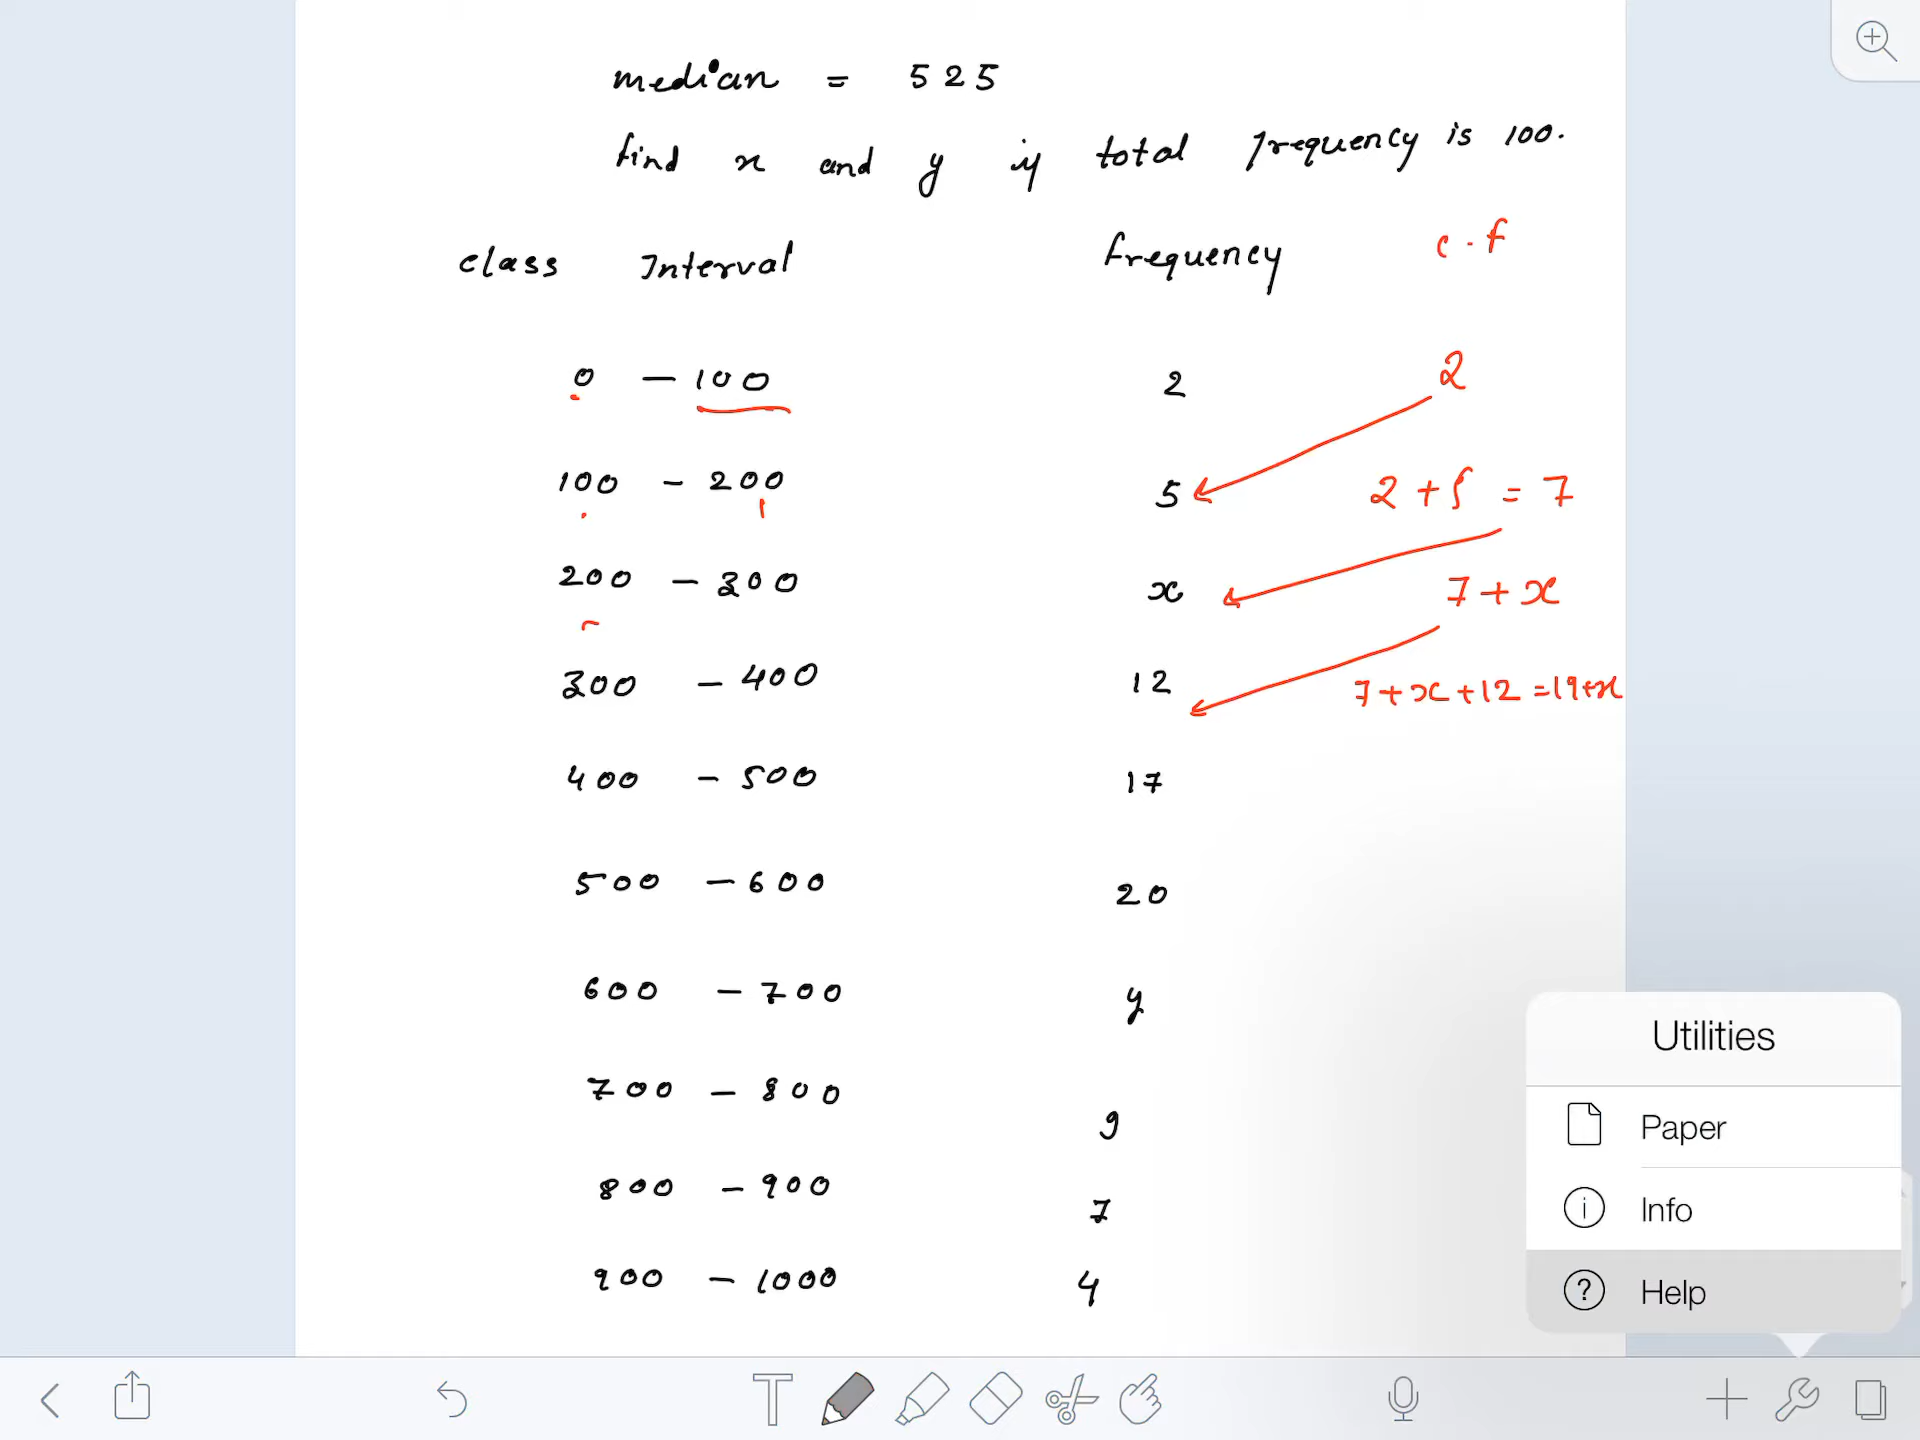 median = 525
find x and y if total frequency is 100.
class Interval frequency c.f
0 - 100 2 2
100 - 200 5 2 + 5 = 7
200 - 300 x 7 + x
300 - 400 12 7 + x + 12 = 19 + x
400 - 500 17
500 - 600 20
600 - 700 y
700 - 800 9
800 - 900 7
900 - 1000 4
Utilities
Paper
Info
Help